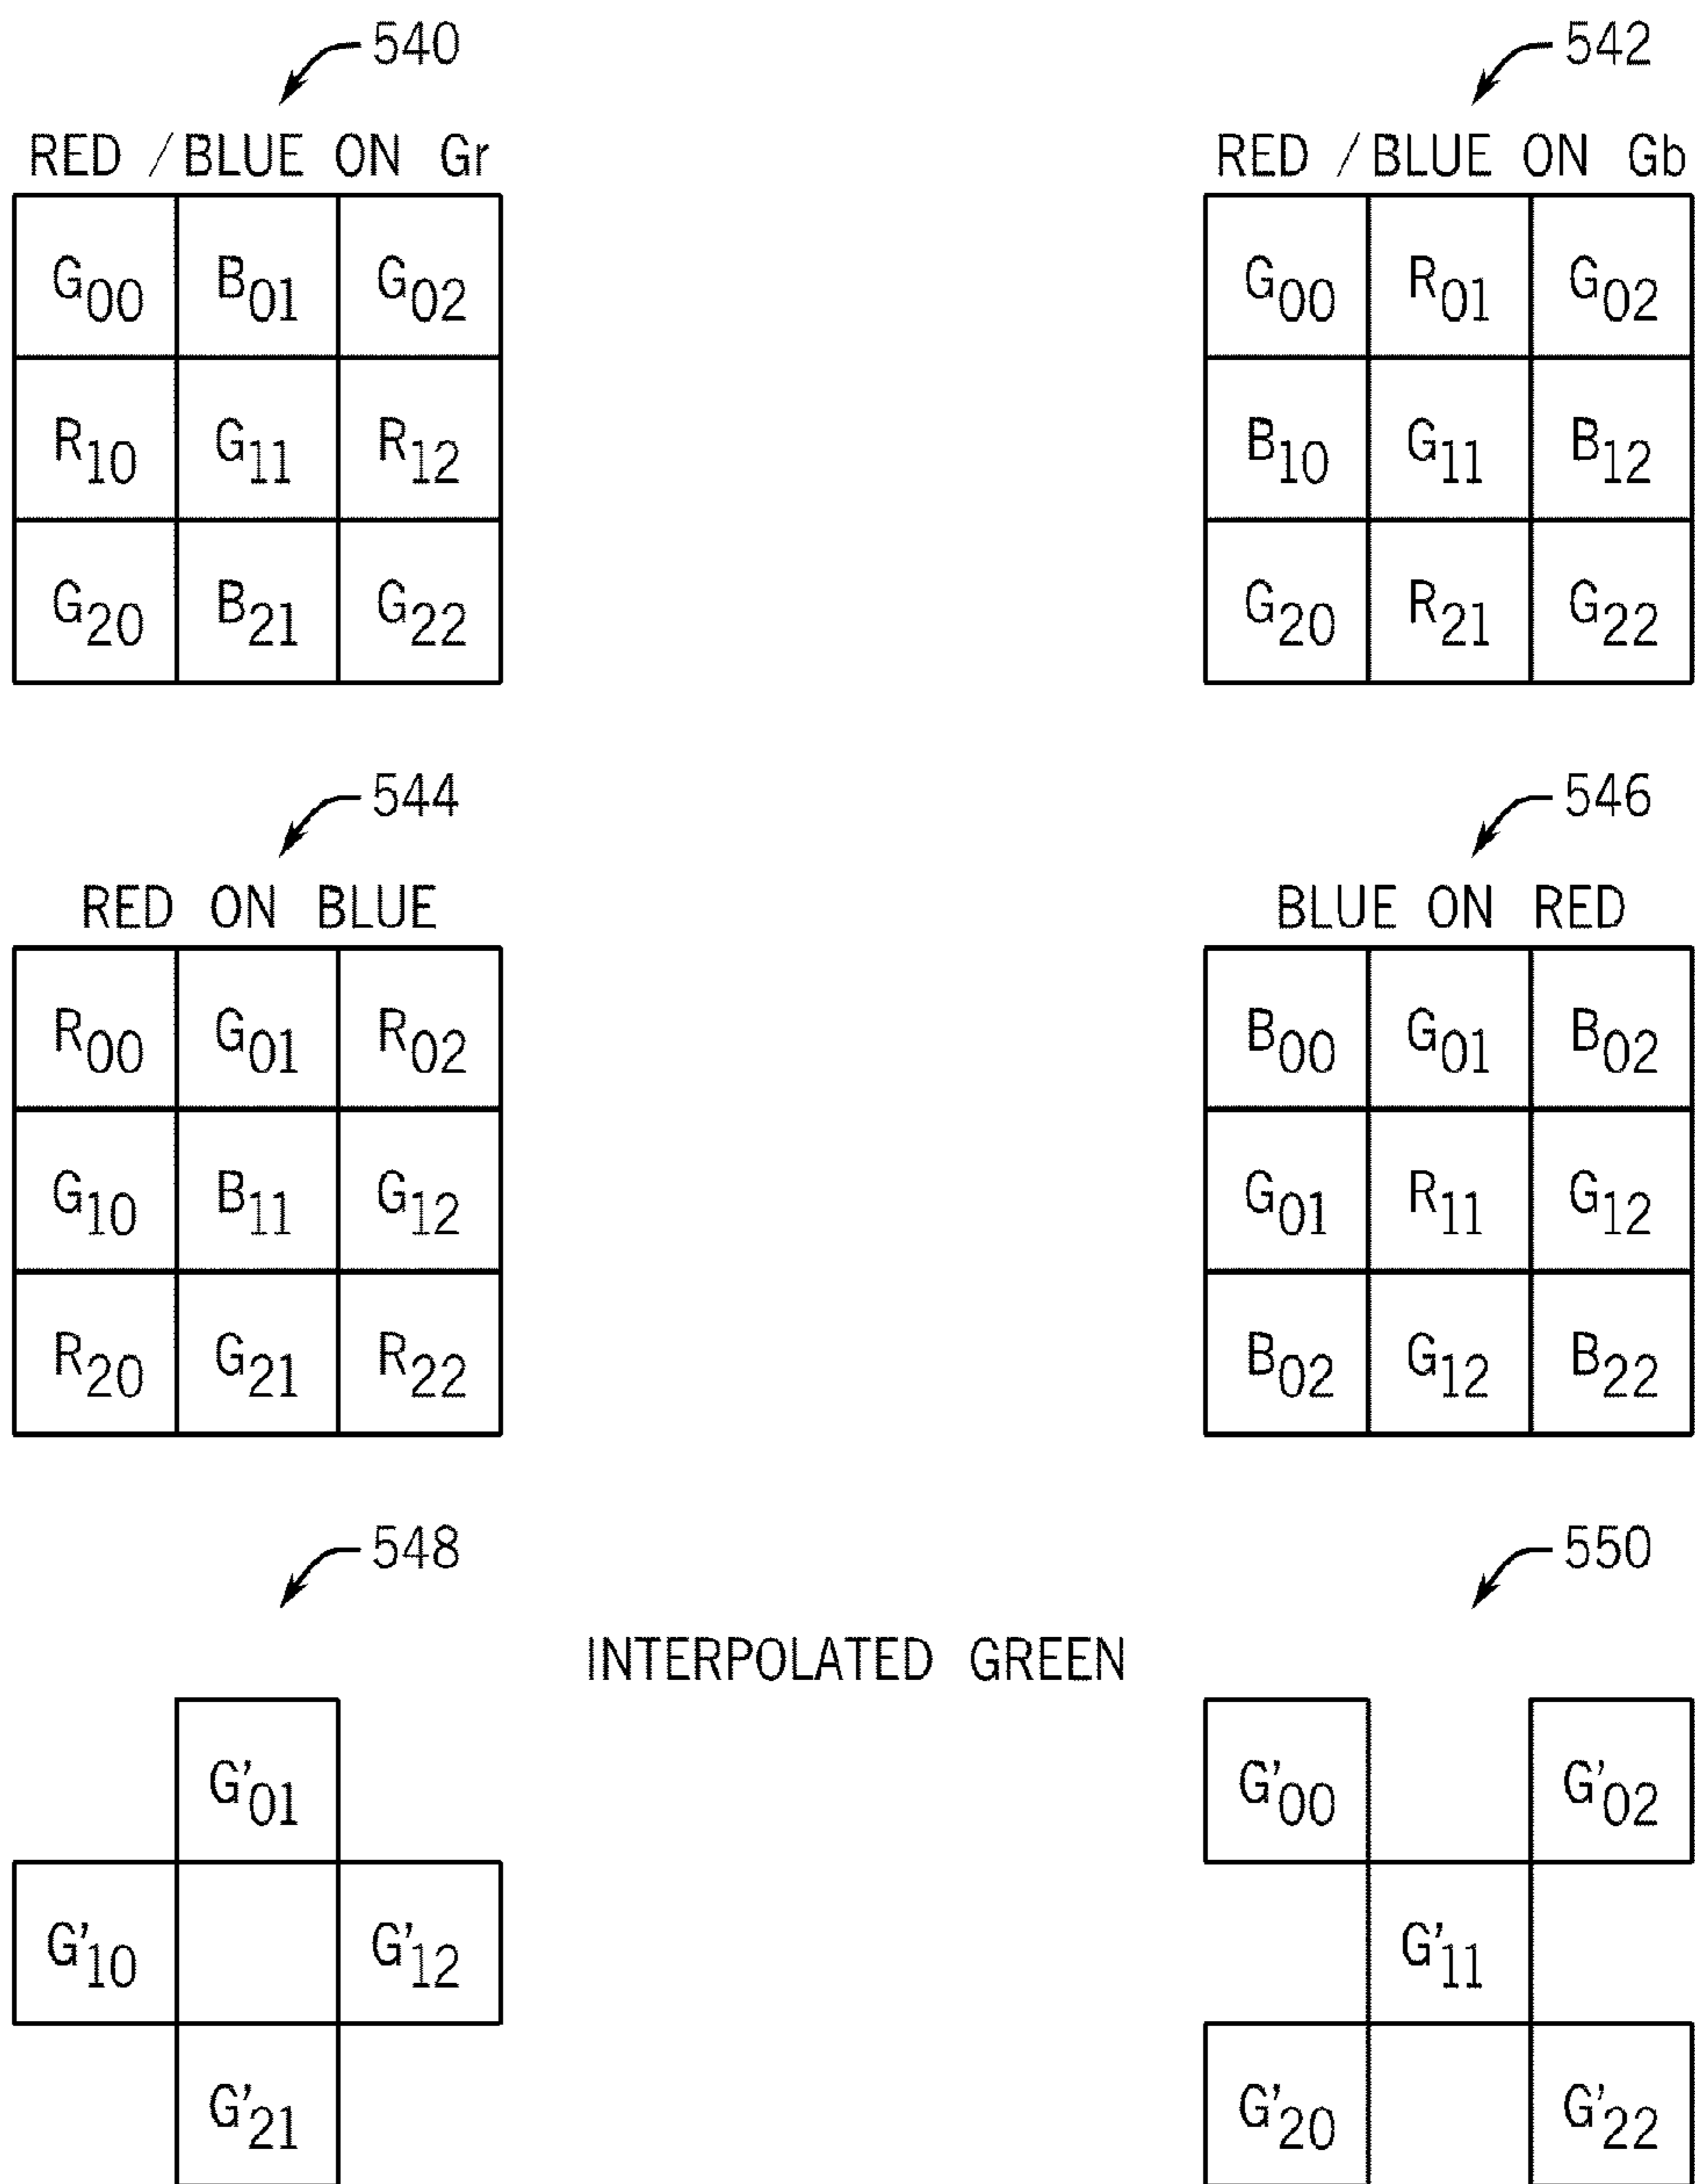 540
RED / BLUE ON Gr
G00 B01 G02
R10 G11 R12
G20 B21 G22
542
RED / BLUE ON Gb
G00 R01 G02
B10 G11 B12
G20 R21 G22
544
RED ON BLUE
R00 G01 R02
G10 B11 G12
R20 G21 R22
546
BLUE ON RED
B00 G01 B02
G01 R11 G12
B02 G12 B22
548
550
INTERPOLATED GREEN
G'01
G'10 G'12
G'21
G'00 G'02
G'11
G'20 G'22